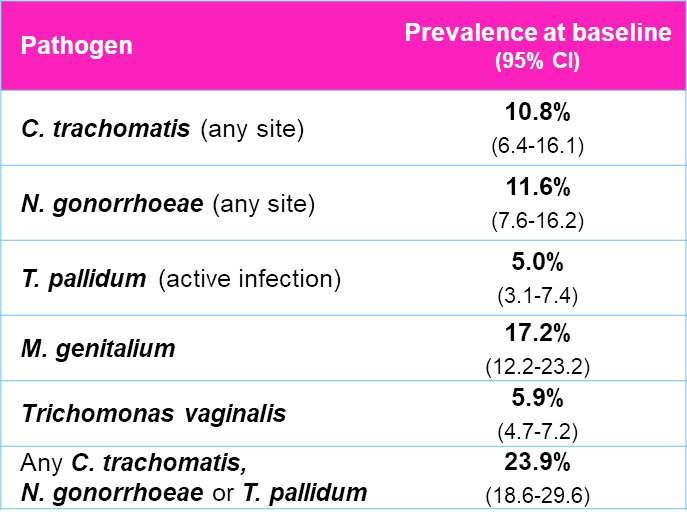 Pathogen
Prevalence at baseline
(95% CI)
C. trachomatis (any site)
10.8%
(6.4-16.1)
N. gonorrhoeae (any site)
11.6%
(7.6-16.2)
T. pallidum (active infection)
5.0%
(3.1-7.4)
M. genitalium
17.2%
(12.2-23.2)
Trichomonas vaginalis
5.9%
(4.7-7.2)
Any C. trachomatis,
N. gonorrhoeae or T. pallidum
23.9%
(18.6-29.6)